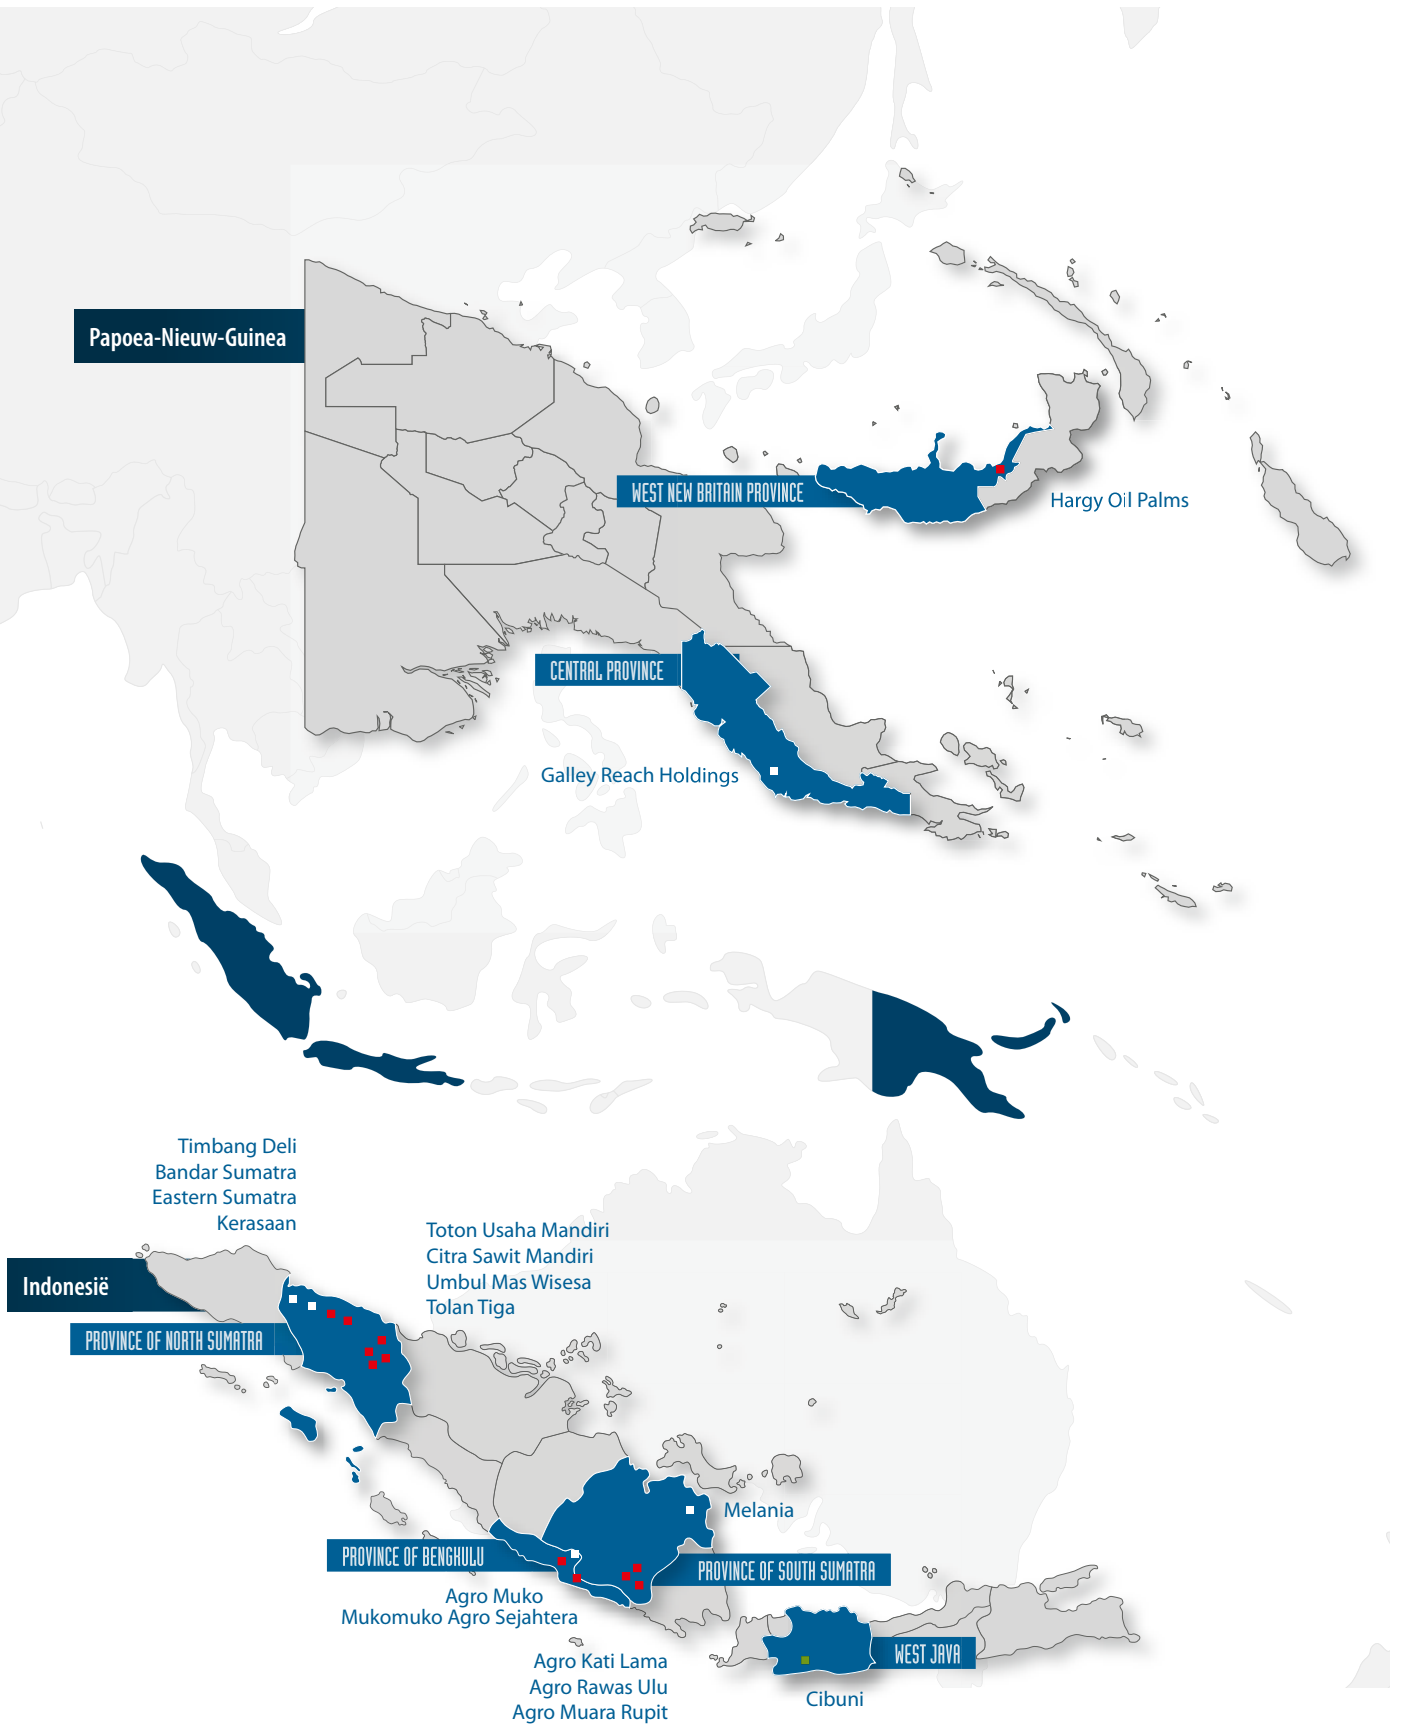 Papoea-Nieuw-Guinea
WEST NEW BRITAIN PROVINCE
Hargy Oil Palms
CENTRAL PROVINCE
Galley Reach Holdings
Timbang Deli
Bandar Sumatra
Eastern Sumatra
Kerasaan
Toton Usaha Mandiri
Citra Sawit Mandiri
Umbul Mas Wisesa
Tolan Tiga
Indonesië
PROVINCE OF NORTH SUMATRA
Melania
PROVINCE OF BENGHULU
PROVINCE OF SOUTH SUMATRA
Agro Muko
Mukomuko Agro Sejahtera
WEST JAVA
Agro Kati Lama
Agro Rawas Ulu
Agro Muara Rupit
Cibuni